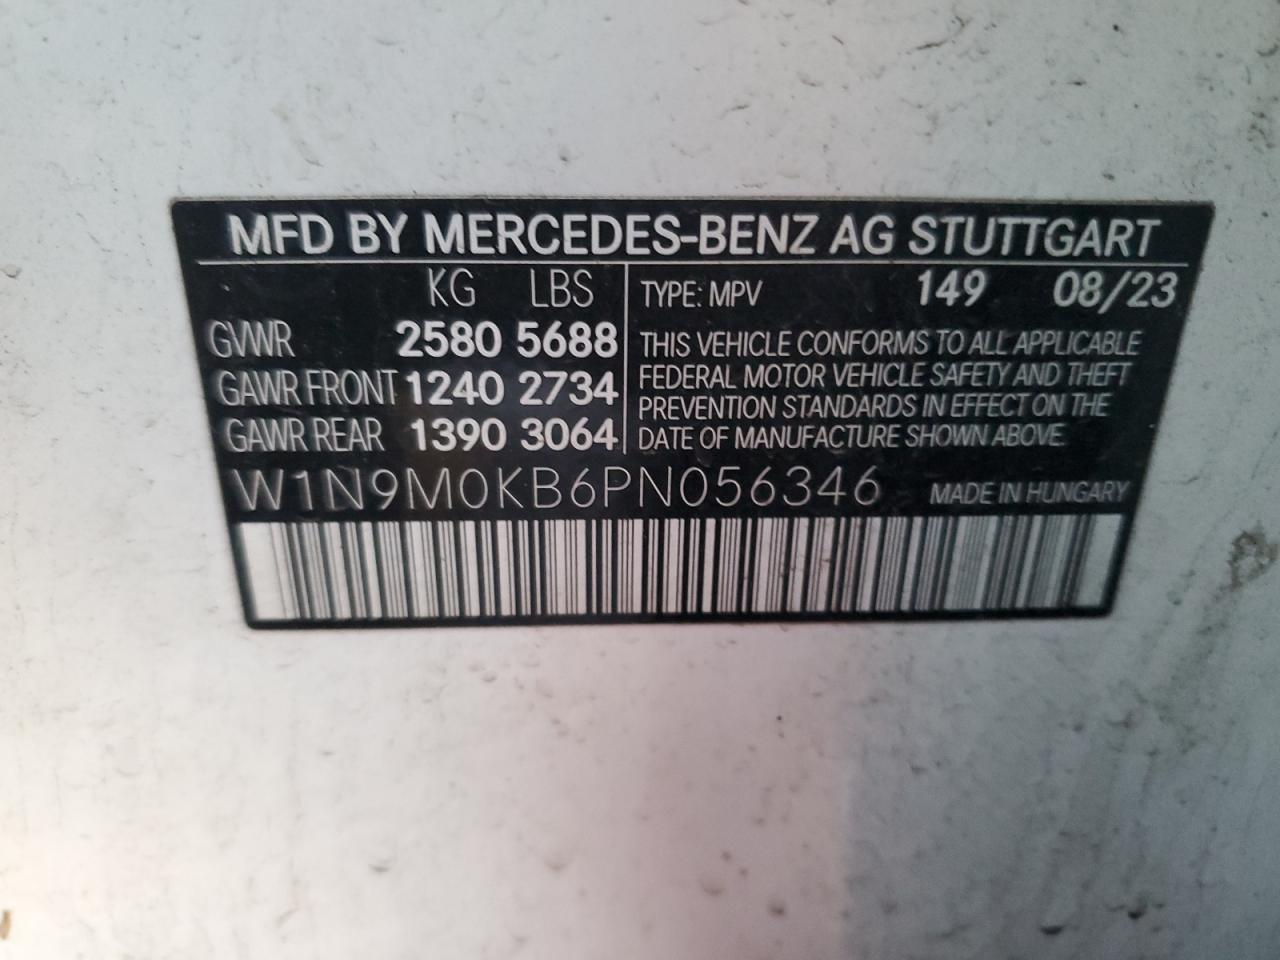 MFD BY MERCEDES-BENZ AG STUTTGART
KG LBS
GVWR 2580 5688
GAWR FRONT 1240 2734
GAWR REAR 1390 3064
TYPE: MPV 149 08/23
THIS VEHICLE CONFORMS TO ALL APPLICABLE
FEDERAL MOTOR VEHICLE SAFETY AND THEFT
PREVENTION STANDARDS IN EFFECT ON THE
DATE OF MANUFACTURE SHOWN ABOVE.
W1N9M0KB6PN056346 MADE IN HUNGARY